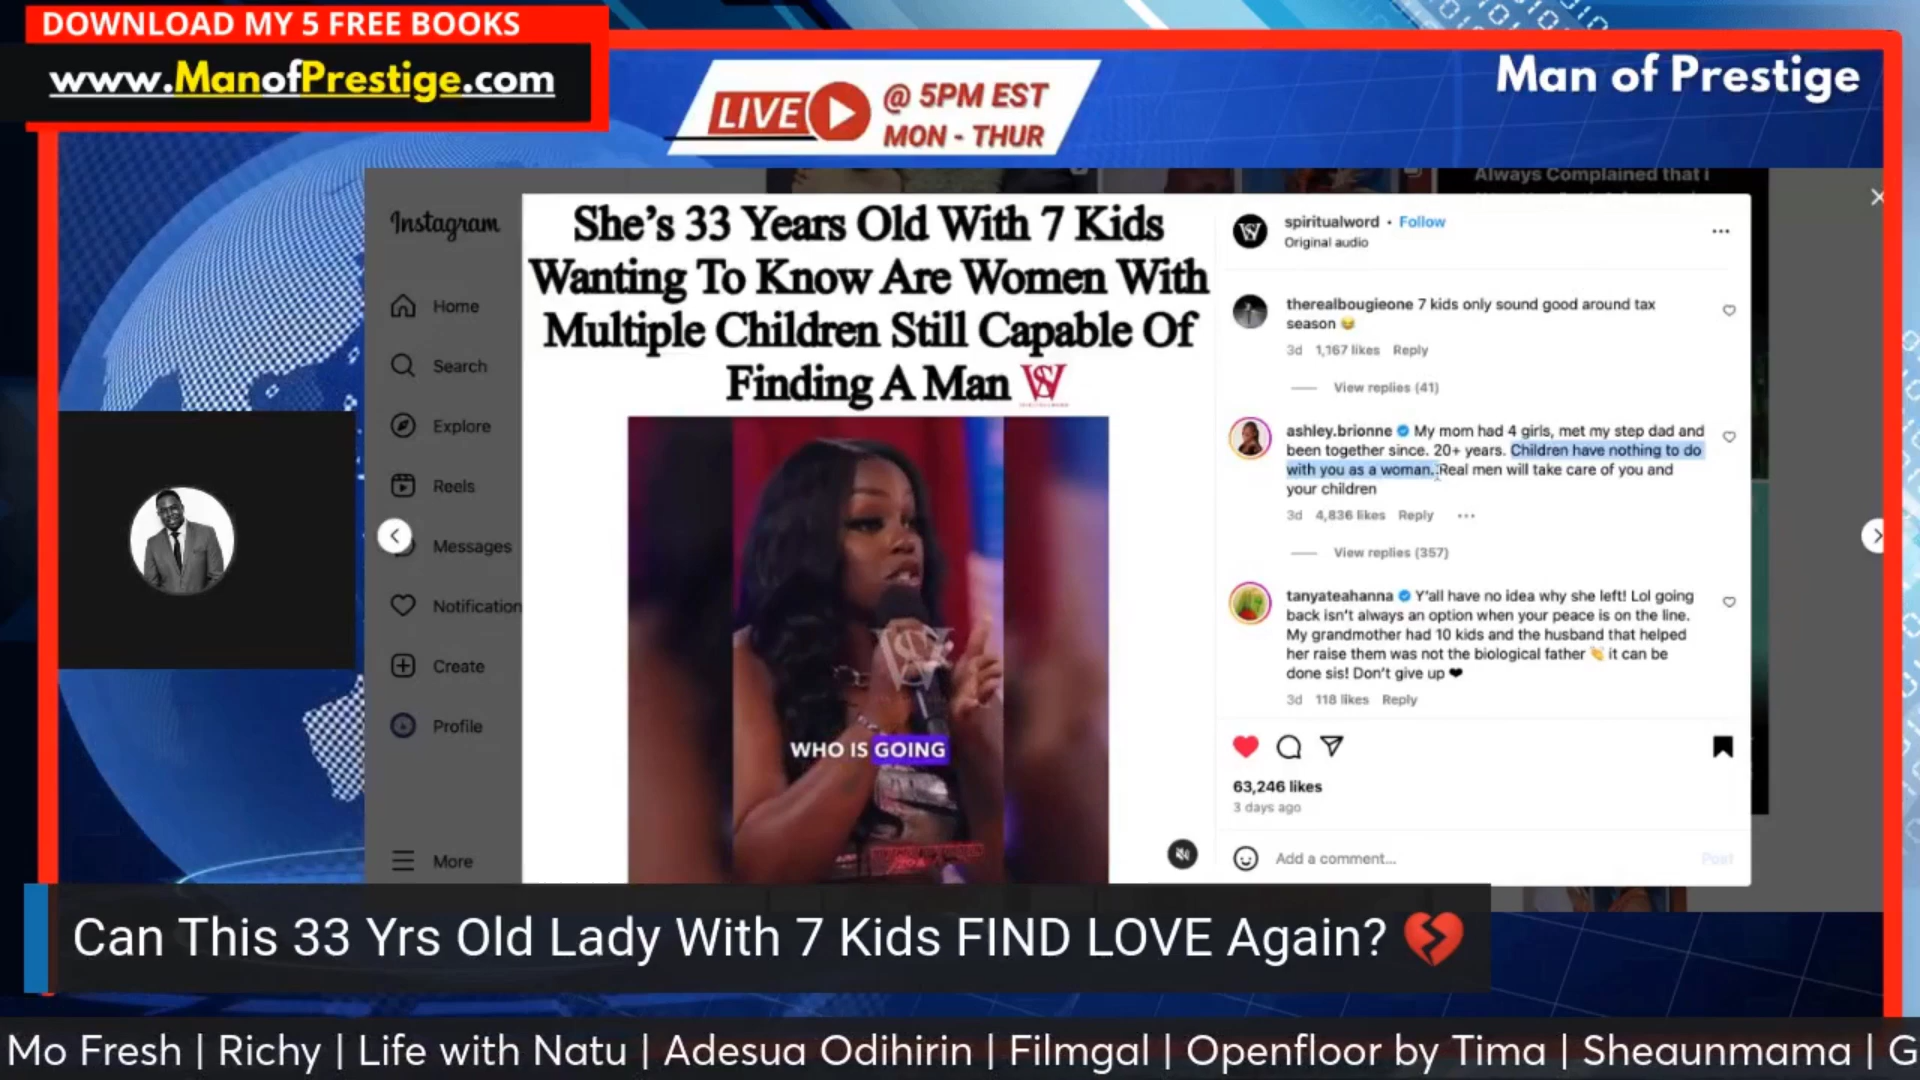 DOWNLOAD MY 5 FREE BOOKS
www.ManofPrestige.com
LIVE
@ 5PM EST
MON - THUR
Man of Prestige
Always Complained that i
Instagram
Home
Search
Explore
Reels
Messages
Notification
Create
Profile
More
She's 33 Years Old With 7 Kids
Wanting To Know Are Women With
Multiple Children Still Capable Of
Finding A Man
WHO IS GOING
spiritualword • Follow
Original audio
therealbougieone 7 kids only sound good around tax
season 😂
3d 1,167 likes Reply
View replies (41)
ashley.brionne My mom had 4 girls, met my step dad and
been together since. 20+ years. Children have nothing to do
with you as a woman. Real men will take care of you and
your children
3d 4,836 likes Reply
View replies (357)
tanyateahanna Y'all have no idea why she left! Lol going
back isn't always an option when your peace is on the line.
My grandmother had 10 kids and the husband that helped
her raise them was not the biological father 👏 it can be
done sis! Don't give up ❤
3d 118 likes Reply
63,246 likes
3 days ago
Add a comment...
Post
Can This 33 Yrs Old Lady With 7 Kids FIND LOVE Again? 💔
Mo Fresh | Richy | Life with Natu | Adesua Odihirin | Filmgal | Openfloor by Tima | Sheaunmama | G